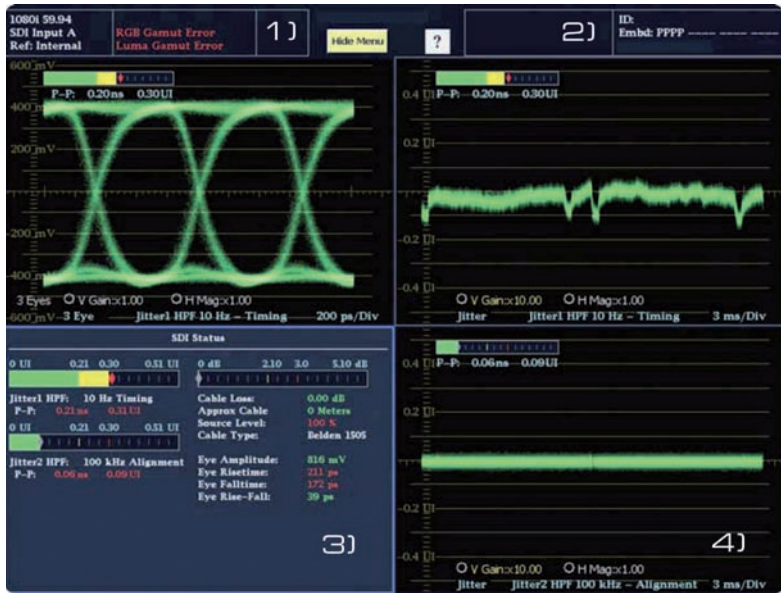 1080i 59.94
SDI Input A
Ref: Internal
RGB Gamut Error
Luma Gamut Error
1)
Hide Menu
?
2)
ID:
Embd: PPPP ---- ---- ----
600 mV
P-P: 0.20ns 0.30UI
400 mV
200 mV
-200 mV
-400 mV
3 Eyes V Gain:x1.00 H Mag:x1.00
-600 mV 3 Eye Jitter1 HPF 10 Hz - Timing 200 ps/Div
0.4 UI P-P: 0.20ns 0.30UI
0.2 UI
-0.2 UI
-0.4 UI
V Gain:x10.00 H Mag:x1.00
Jitter Jitter1 HPF 10 Hz - Timing 3 ms/Div
SDI Status
0 UI 0.21 0.30 0.51 UI
Jitter1 HPF: 10 Hz Timing
P-P: 0.21 ns 0.31 UI
0 UI 0.21 0.30 0.51 UI
Jitter2 HPF: 100 kHz Alignment
P-P: 0.06 ns 0.09 UI
0 dB 2.10 3.0 5.10 dB
Cable Loss: 0.00 dB
Approx Cable 0 Meters
Source Level: 100 %
Cable Type: Belden 1505
Eye Amplitude: 816 mV
Eye Risetime: 211 ps
Eye Falltime: 172 ps
Eye Rise-Fall: 39 ps
3)
0.4 UI
P-P: 0.06ns 0.09UI
0.2 UI
-0.2 UI
-0.4 UI
4)
V Gain:x10.00 H Mag:x1.00
Jitter Jitter2 HPF 100 kHz - Alignment 3 ms/Div